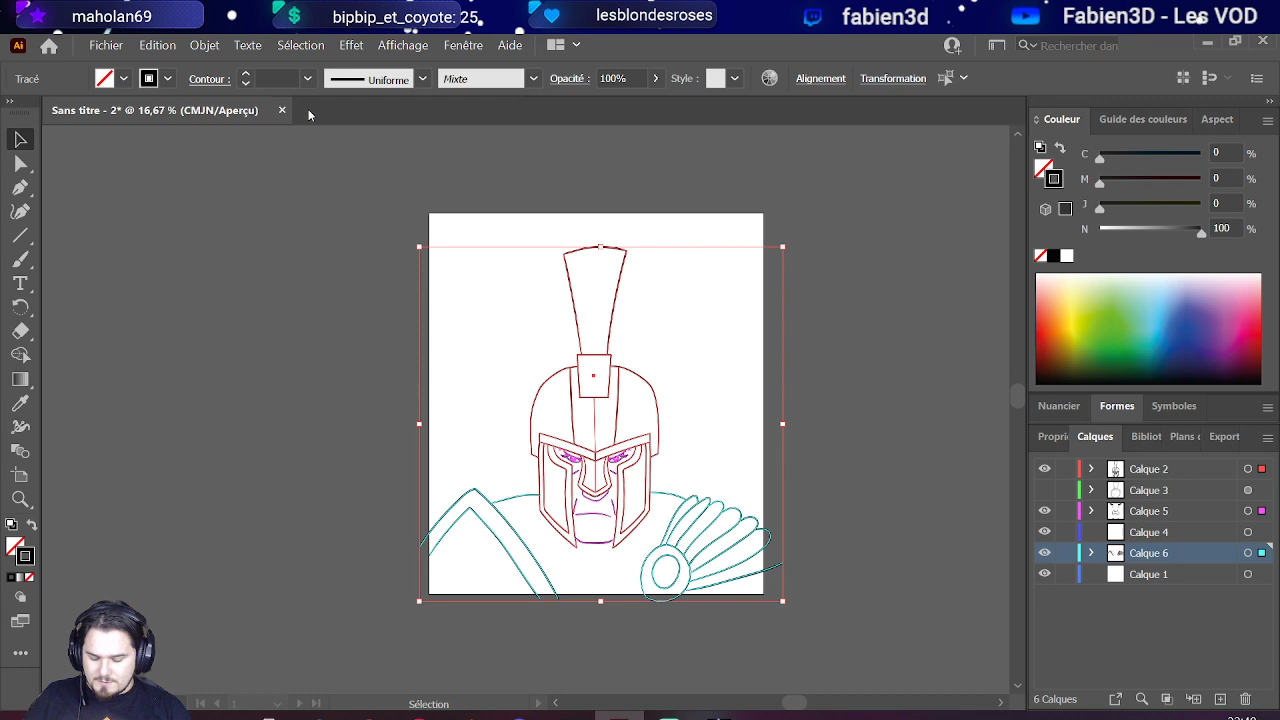 maholan69
bipbip_et_coyote: 25
lesblondesroses
fabien3d
Fabien3D - Les VOD
Ai
Fichier Edition Objet Texte Sélection Effet Affichage Fenêtre Aide
Rechercher dan
Tracé
Contour :
Uniforme
Mixte
Opacité : 100%
Style :
Alignement
Transformation
Sans titre - 2* @ 16,67 % (CMJN/Aperçu)
Couleur Guide des couleurs Aspect
C 0 %
M 0 %
J 0 %
N 100 %
Nuancier Formes Symboles
Proprié Calques Bibliot Plans d Export
Calque 2
Calque 3
Calque 5
Calque 4
Calque 6
Calque 1
6 Calques
1
Sélection